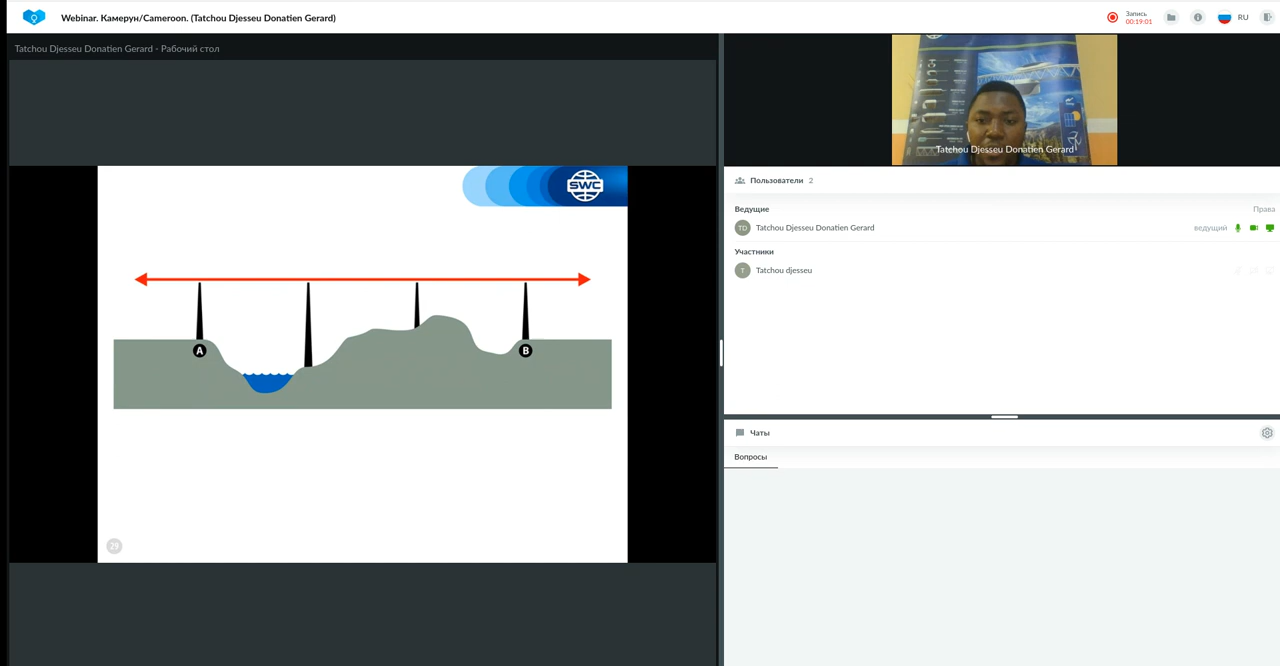 Webinar. Камерун/Cameroon. (Tatchou Djesseu Donatien Gerard)
Запись
00:19:01
RU
Tatchou Djesseu Donatien Gerard - Рабочий стол
SWC
A
B
29
Tatchou Djesseu Donatien Gerard
Пользователи 2
Ведущие Права
TD Tatchou Djesseu Donatien Gerard ведущий
Участники
T Tatchou djesseu
Чаты
Вопросы